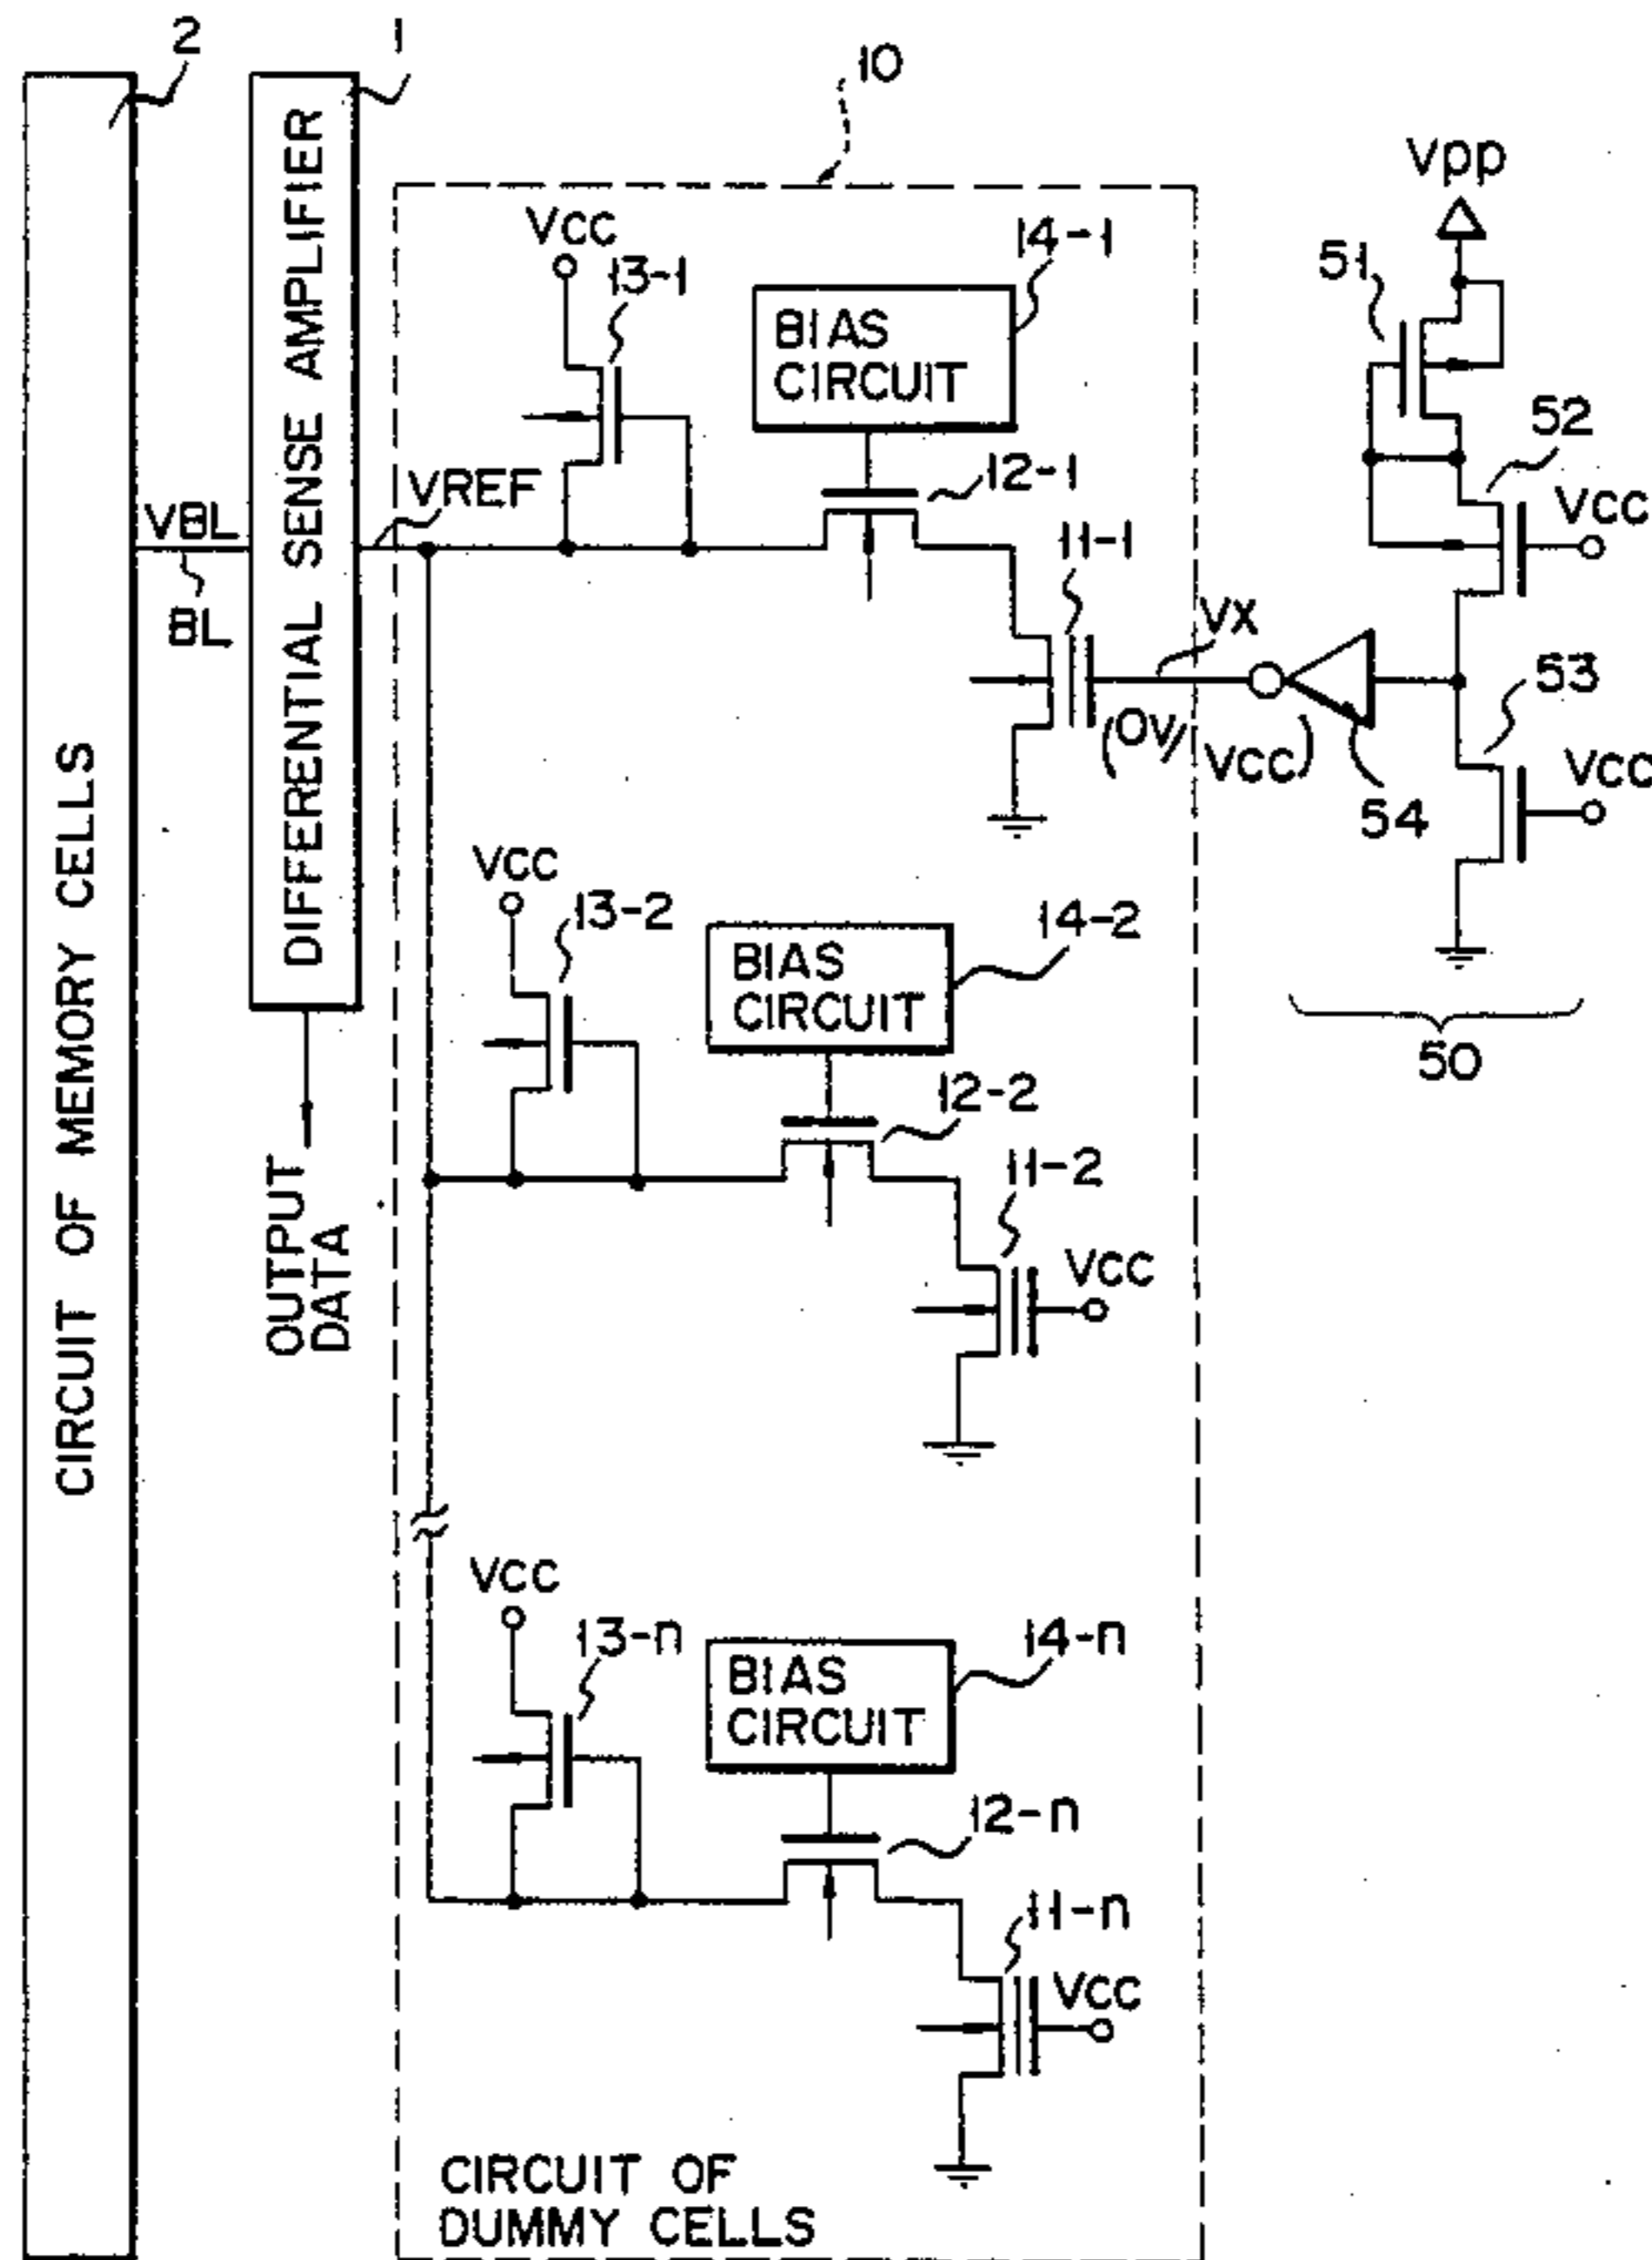 2
1
10
Vpp
VCC
13-1
14-1
51
BIAS
CIRCUIT
52
VCC
12-1
VREF
VBL
BL
11-1
VX
(0V/
VCC)
54
53
VCC
50
DIFFERENTIAL SENSE AMPLIFIER
CIRCUIT OF MEMORY CELLS
OUTPUT
DATA
VCC
13-2
14-2
BIAS
CIRCUIT
12-2
11-2
VCC
VCC
13-n
14-n
BIAS
CIRCUIT
12-n
11-n
VCC
CIRCUIT OF
DUMMY CELLS